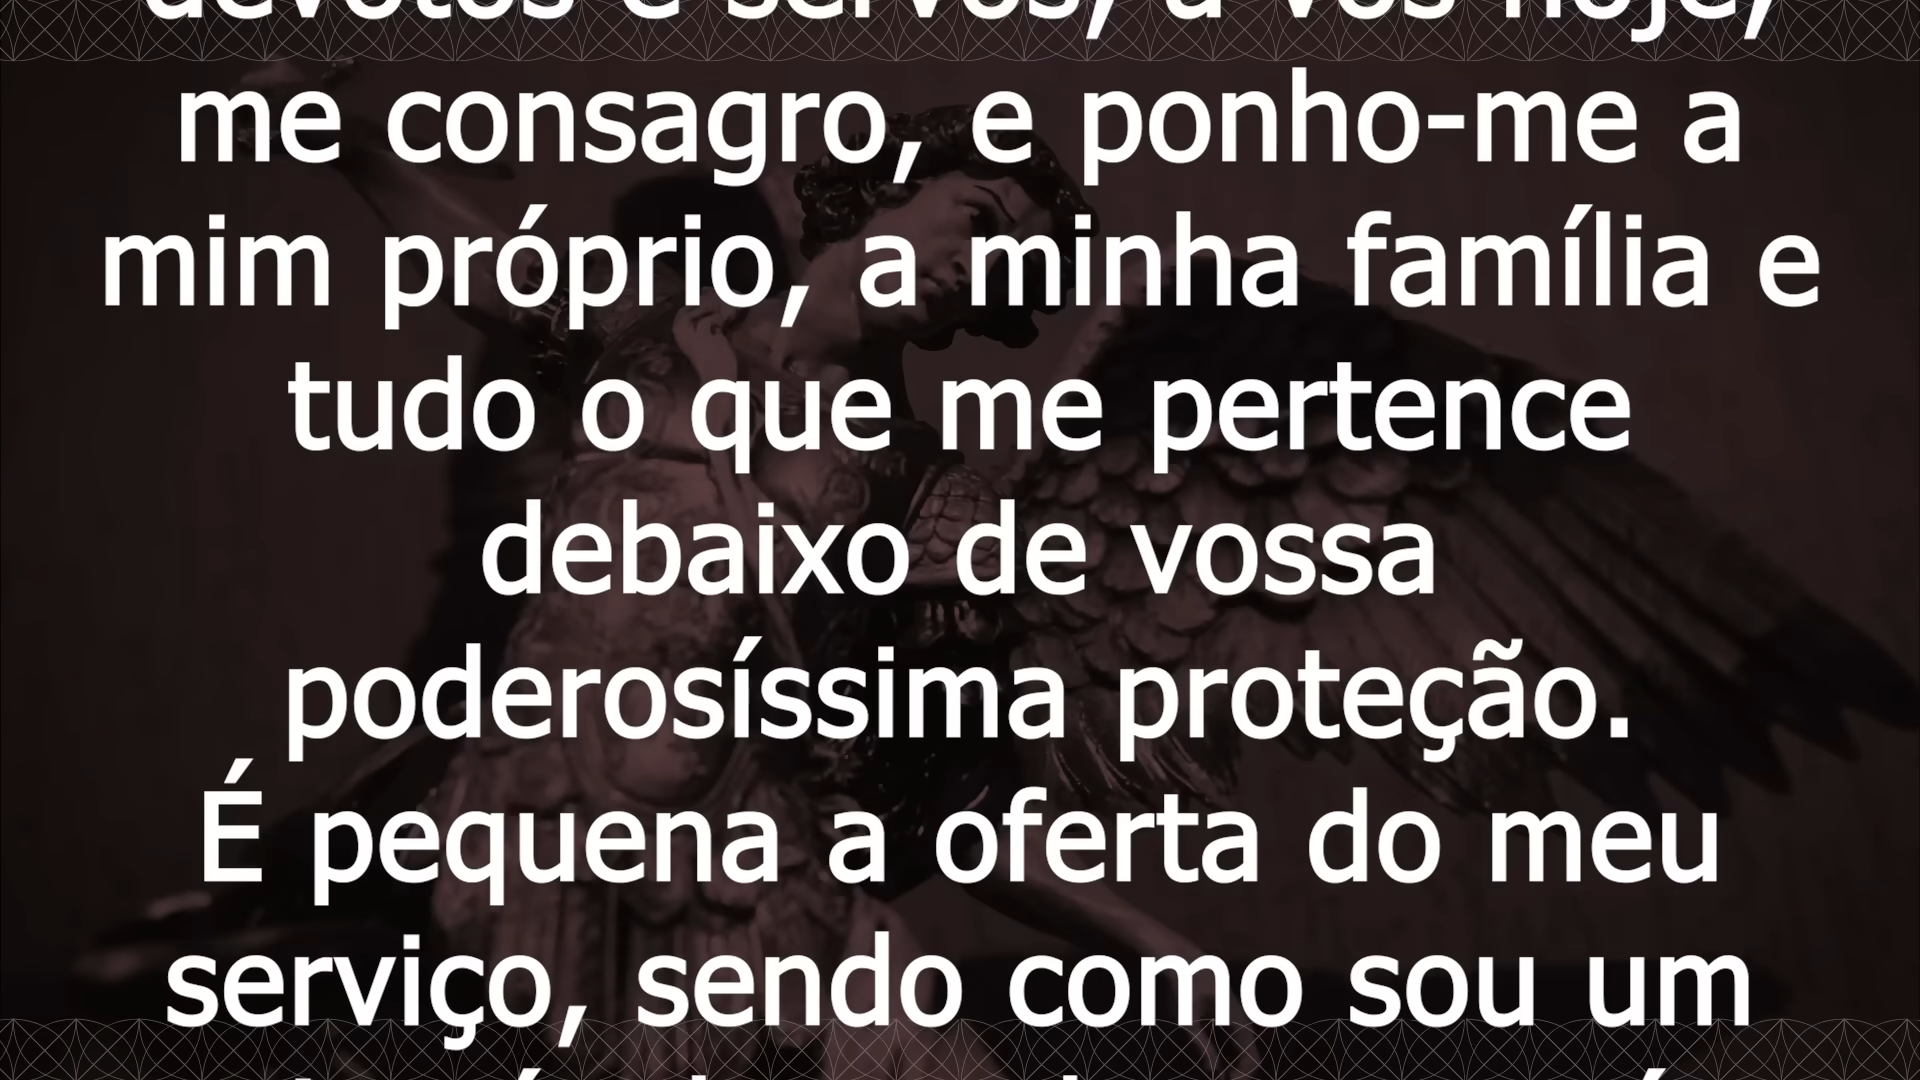 devotos e servos, a vós hoje,
me consagro, e ponho-me a
mim próprio, a minha família e
tudo o que me pertence
debaixo de vossa
poderosíssima proteção.
É pequena a oferta do meu
serviço, sendo como sou um